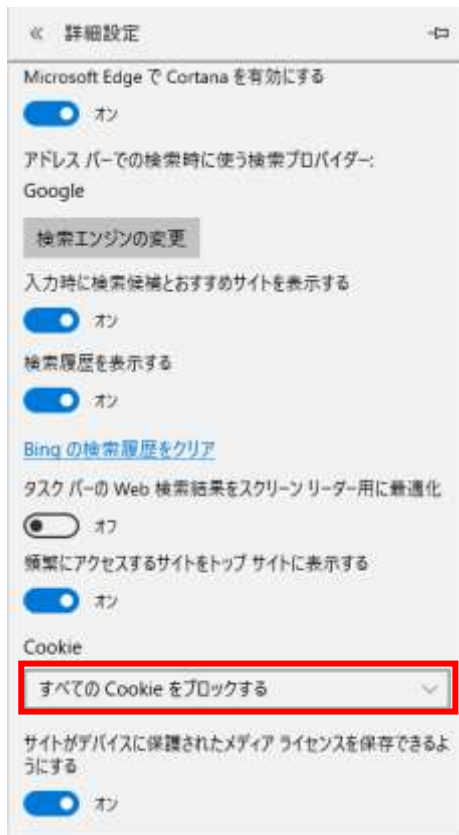 « 詳細設定
Microsoft Edge で Cortana を有効にする
オン
アドレス バーでの検索時に使う検索プロバイダー:
Google
検索エンジンの変更
入力時に検索候補とおすすめサイトを表示する
オン
検索履歴を表示する
オン
Bing の検索履歴をクリア
タスク バーの Web 検索結果をスクリーン リーダー用に最適化
オフ
頻繁にアクセスするサイトをトップ サイトに表示する
オン
Cookie
すべての Cookie をブロックする
サイトがデバイスに保護されたメディア ライセンスを保存できるよ
うにする
オン